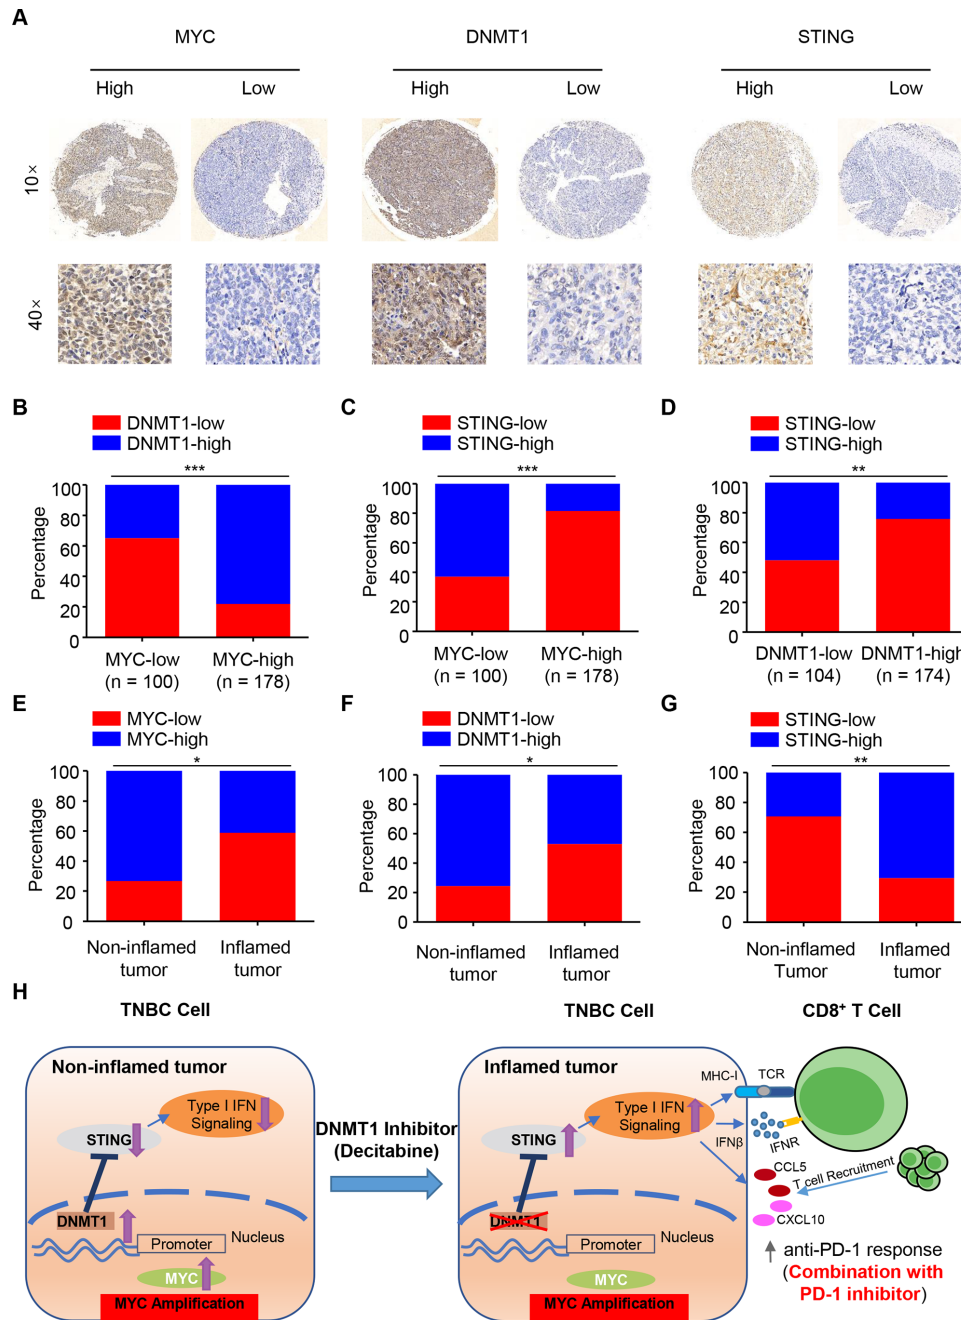 A
MYC
DNMT1
STING
High
Low
High
Low
High
Low
10×
40×
B
DNMT1-low
DNMT1-high
***
Percentage
100
80
60
40
20
0
MYC-low
(n = 100)
MYC-high
(n = 178)
C
STING-low
STING-high
***
Percentage
100
80
60
40
20
0
MYC-low
(n = 100)
MYC-high
(n = 178)
D
STING-low
STING-high
**
Percentage
100
80
60
40
20
0
DNMT1-low
(n = 104)
DNMT1-high
(n = 174)
E
MYC-low
MYC-high
*
Percentage
100
80
60
40
20
0
Non-inflamed
tumor
Inflamed
tumor
F
DNMT1-low
DNMT1-high
*
Percentage
100
80
60
40
20
0
Non-inflamed
tumor
Inflamed
tumor
G
STING-low
STING-high
**
Percentage
100
80
60
40
20
0
Non-inflamed
Tumor
Inflamed
tumor
H
TNBC Cell
TNBC Cell
CD8⁺ T Cell
Non-inflamed tumor
Type I IFN
Signaling
STING
DNMT1
Promoter
Nucleus
MYC
MYC Amplification
DNMT1 Inhibitor
(Decitabine)
Inflamed tumor
Type I IFN
Signaling
STING
DNMT1
Promoter
Nucleus
MYC
MYC Amplification
MHC-I
TCR
IFNβ
IFNR
CCL5
T cell Recruitment
CXCL10
anti-PD-1 response
(Combination with
PD-1 inhibitor)